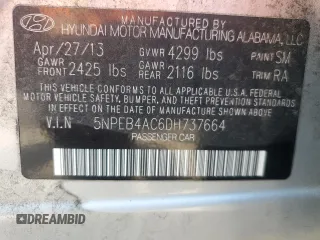 MANUFACTURED BY
HYUNDAI MOTOR MANUFACTURING ALABAMA, LLC
Apr/27/13 GVWR 4299 lbs PAINT SM
GAWR FRONT 2425 lbs GAWR REAR 2116 lbs TRIM RA
THIS VEHICLE CONFORMS TO ALL APPLICABLE
FEDERAL MOTOR VEHICLE SAFETY, BUMPER, AND
THEFT PREVENTION STANDARDS IN EFFECT ON
THE DATE OF MANUFACTURE SHOWN ABOVE
V.I.N 5NPEB4AC6DH737664
PASSENGER CAR
DREAMBID